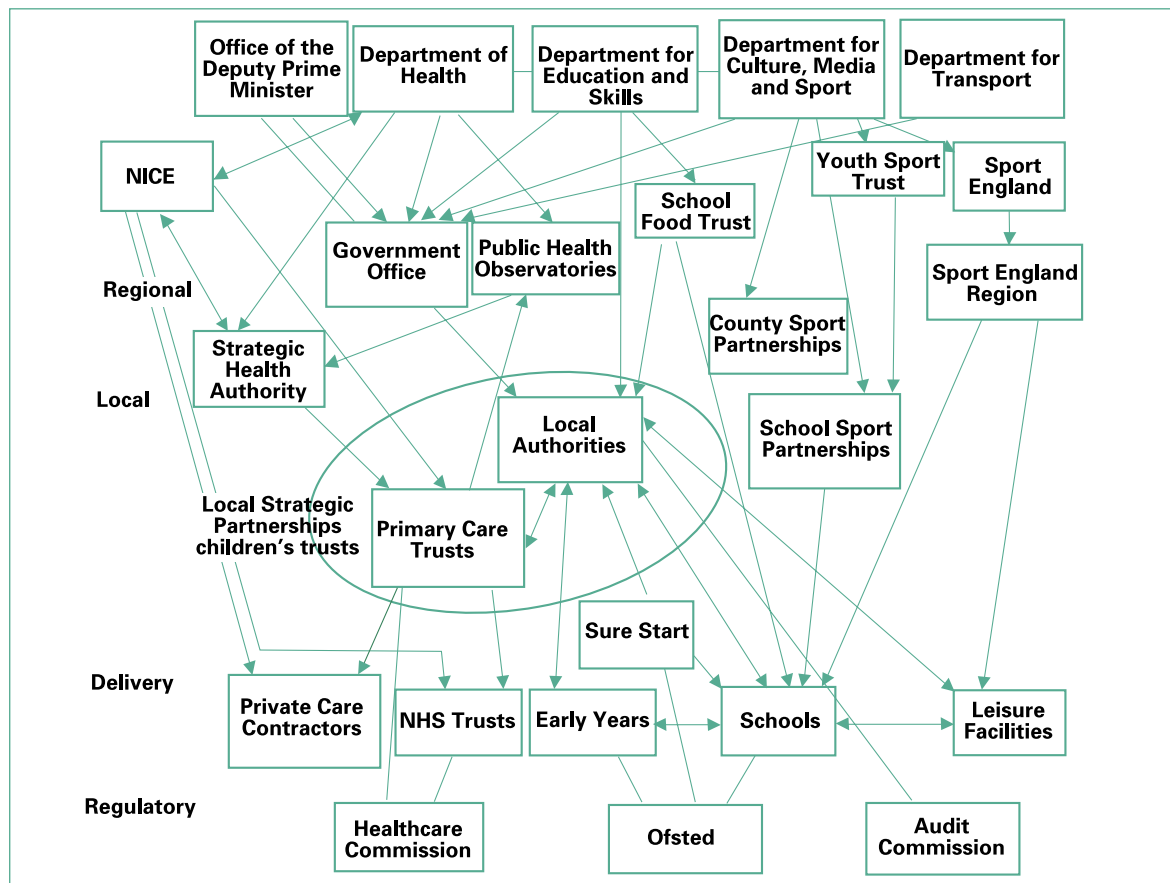 Office of the
Deputy Prime
Minister
Department of
Health
Department for
Education and
Skills
Department for
Culture, Media
and Sport
Department for
Transport
NICE
Youth Sport
Trust
Sport
England
School
Food Trust
Government
Office
Public Health
Observatories
Sport England
Region
Regional
County Sport
Partnerships
Strategic
Health
Authority
Local
Local
Authorities
School Sport
Partnerships
Local Strategic
Partnerships
children’s trusts
Primary Care
Trusts
Sure Start
Delivery
Private Care
Contractors
NHS Trusts
Early Years
Schools
Leisure
Facilities
Regulatory
Healthcare
Commission
Ofsted
Audit
Commission